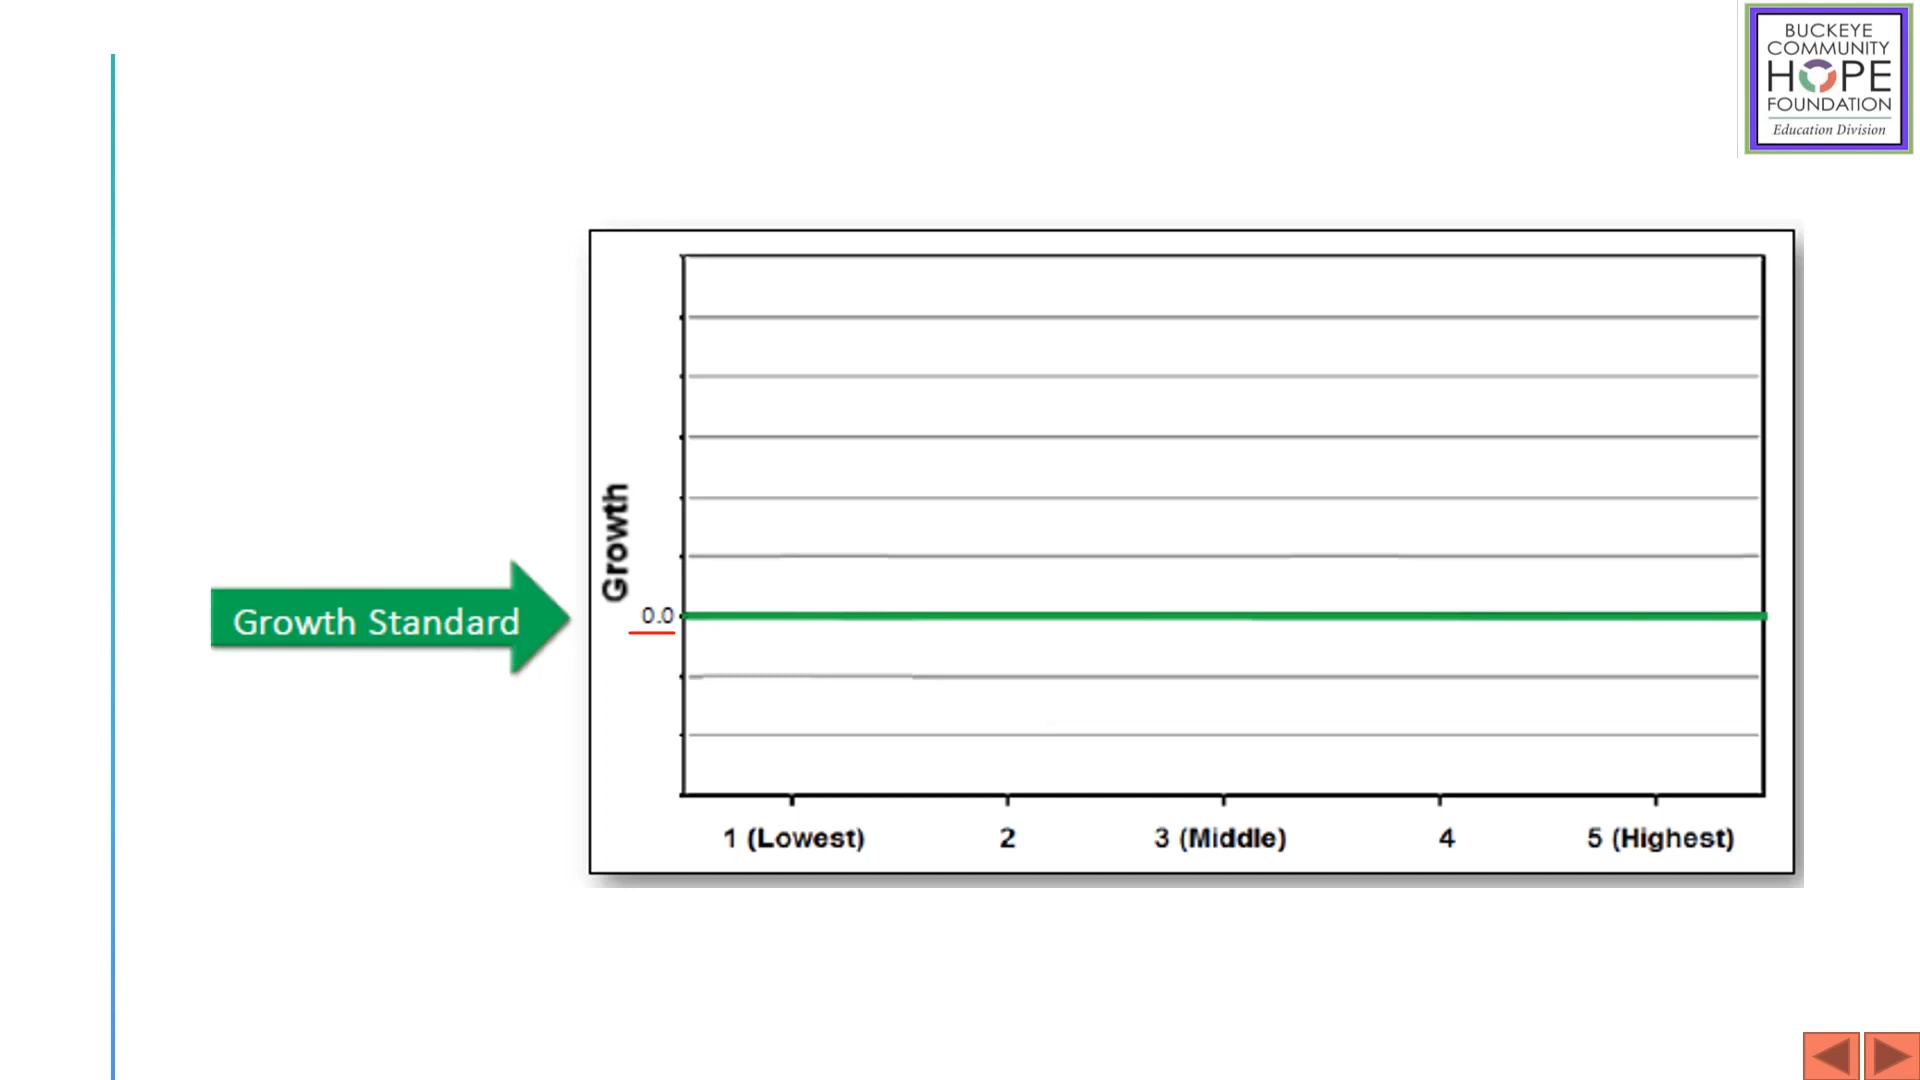 BUCKEYE
COMMUNITY
HOPE
FOUNDATION
Education Division
Growth
Growth Standard
0.0
1 (Lowest) 2 3 (Middle) 4 5 (Highest)